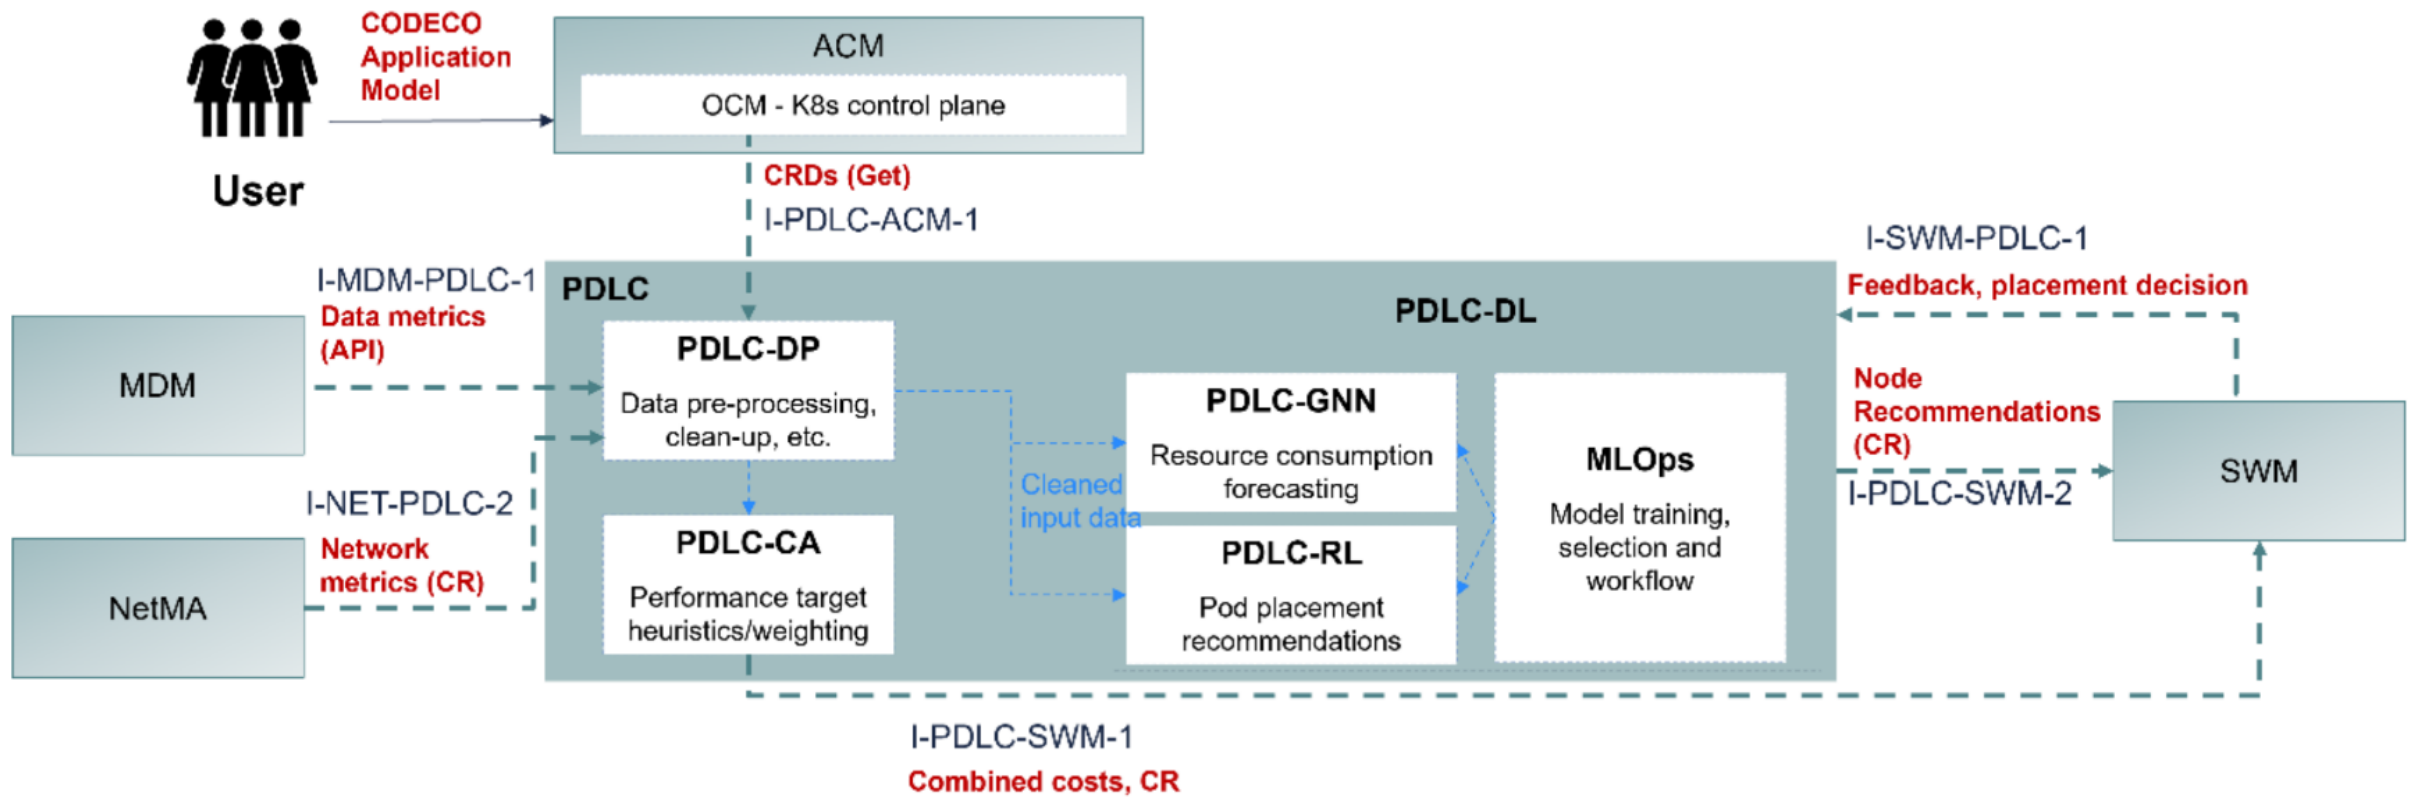 CODECO
Application
Model
User
ACM
OCM - K8s control plane
CRDs (Get)
I-PDLC-ACM-1
I-MDM-PDLC-1
Data metrics
(API)
MDM
I-NET-PDLC-2
Network
metrics (CR)
NetMA
PDLC
PDLC-DP
Data pre-processing,
clean-up, etc.
PDLC-CA
Performance target
heuristics/weighting
Cleaned
input data
PDLC-DL
PDLC-GNN
Resource consumption
forecasting
PDLC-RL
Pod placement
recommendations
MLOps
Model training,
selection and
workflow
I-SWM-PDLC-1
Feedback, placement decision
Node
Recommendations
(CR)
I-PDLC-SWM-2
SWM
I-PDLC-SWM-1
Combined costs, CR